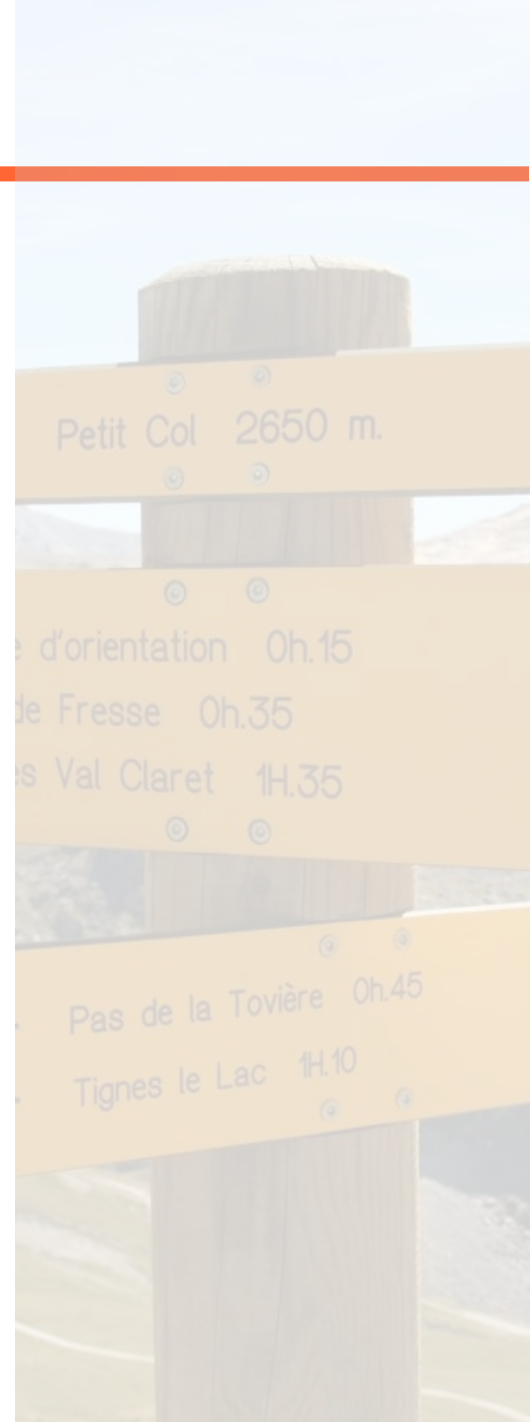 Petit Col 2650 m.
d'orientation 0h.15
de Fresse 0h.35
Val Claret 1H.35
Pas de la Tovière 0h.45
Tignes le Lac 1H.10